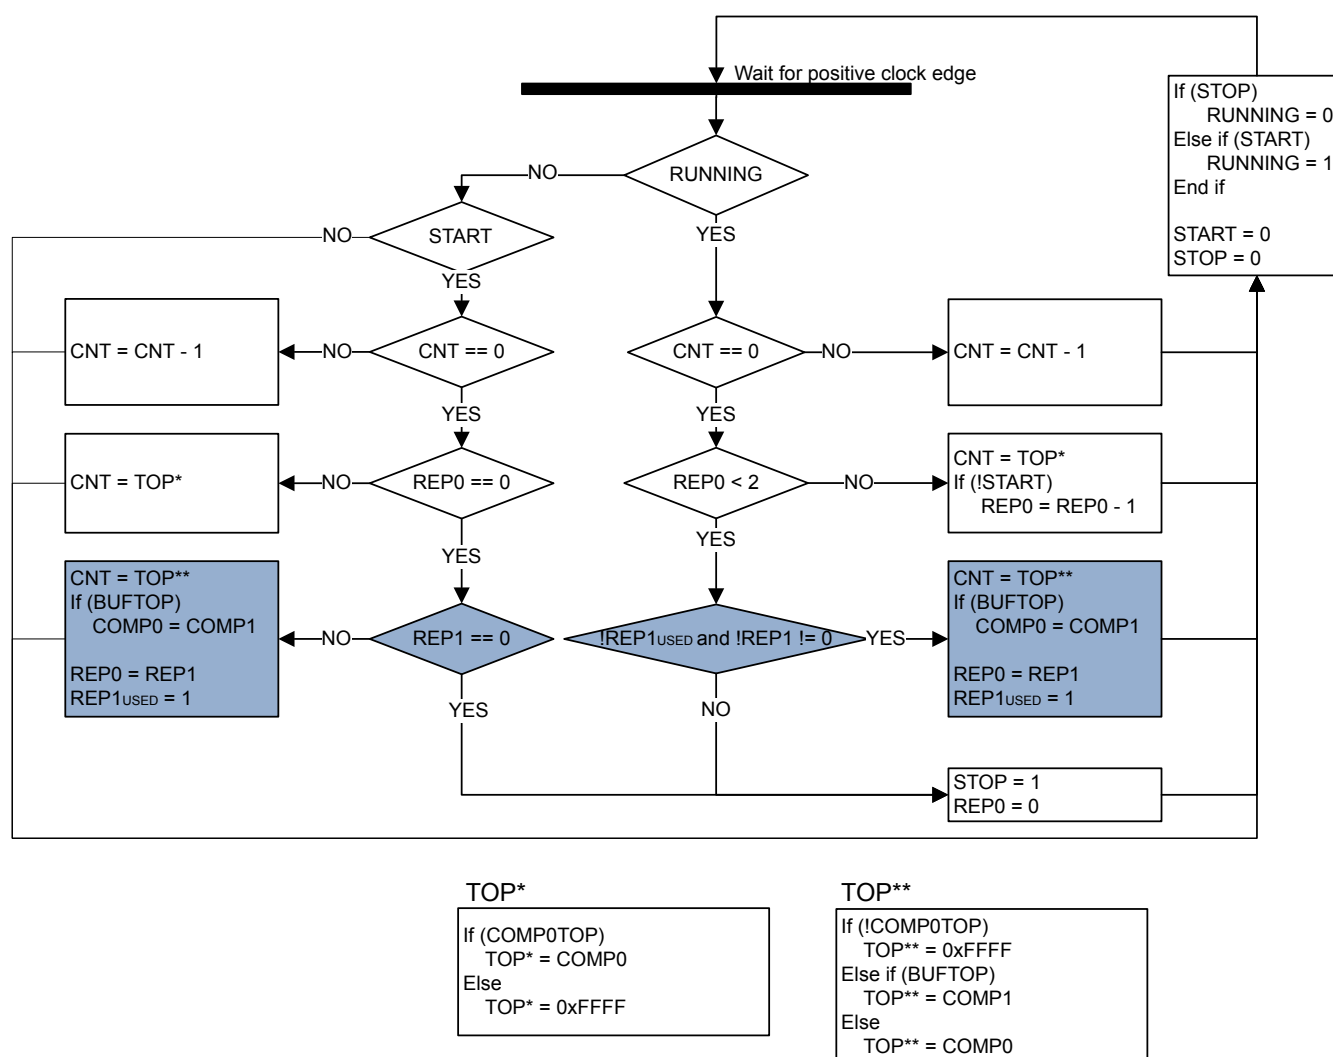 Wait for positive clock edge
If (STOP)
RUNNING = 0
Else if (START)
RUNNING = 1
End if
START = 0
STOP = 0
RUNNING
NO
YES
START
NO
YES
CNT = CNT - 1
NO
CNT == 0
YES
CNT == 0
NO
YES
CNT = CNT - 1
CNT = TOP*
NO
REP0 == 0
YES
REP0 < 2
NO
YES
CNT = TOP*
If (!START)
REP0 = REP0 - 1
CNT = TOP**
If (BUFTOP)
COMP0 = COMP1
REP0 = REP1
REP1USED = 1
NO
REP1 == 0
YES
!REP1USED and !REP1 != 0
YES
NO
CNT = TOP**
If (BUFTOP)
COMP0 = COMP1
REP0 = REP1
REP1USED = 1
STOP = 1
REP0 = 0
TOP*
If (COMP0TOP)
TOP* = COMP0
Else
TOP* = 0xFFFF
TOP**
If (!COMP0TOP)
TOP** = 0xFFFF
Else if (BUFTOP)
TOP** = COMP1
Else
TOP** = COMP0